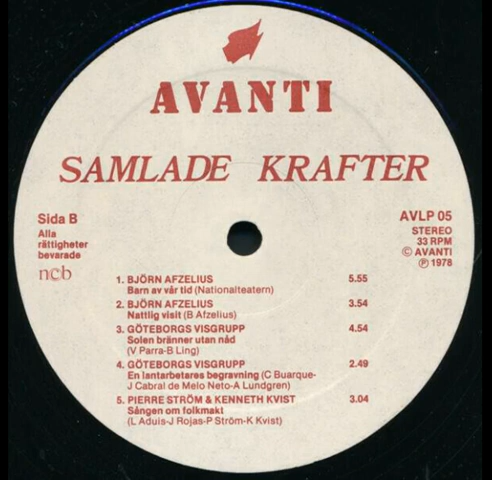 AVANTI
SAMLADE KRAFTER
Sida B
Alla
rättigheter
bevarade
ncb
AVLP 05
STEREO
33 RPM
© AVANTI
℗ 1978
1. BJÖRN AFZELIUS 5.55
Barn av vår tid (Nationalteatern)
2. BJÖRN AFZELIUS 3.54
Nattlig visit (B Afzelius)
3. GÖTEBORGS VISGRUPP 4.54
Solen bränner utan nåd
(V Parra-B Ling)
4. GÖTEBORGS VISGRUPP 2.49
En lantarbetares begravning (C Buarque-
J Cabral de Melo Neto-A Lundgren)
5. PIERRE STRÖM & KENNETH KVIST 3.04
Sången om folkmakt
(L Aduis-J Rojas-P Ström-K Kvist)